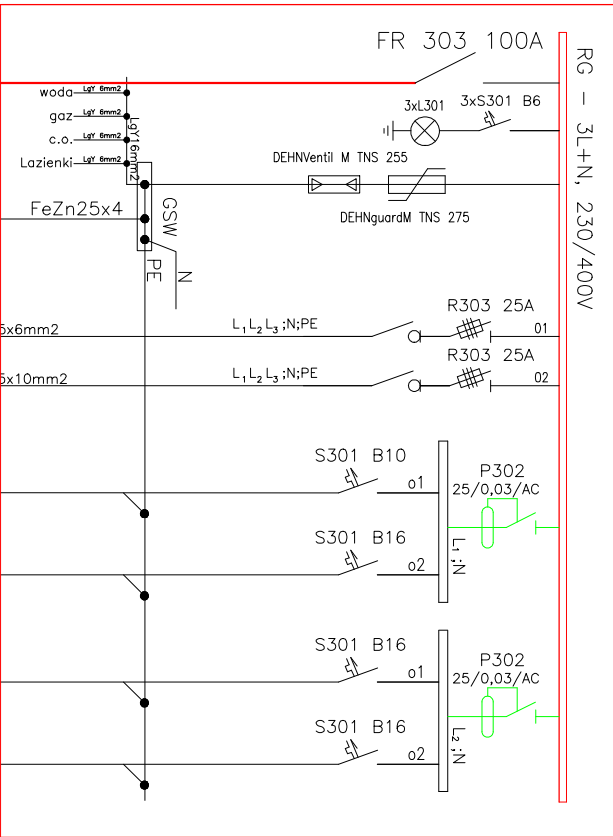 FR 303 100A
RG – 3L+N, 230/400V
woda LgY 6mm2
gaz LgY 6mm2
c.o. LgY 6mm2
Lazienki LgY 6mm2
LgY16mm2
3xL301
3xS301 B6
DEHNVentil M TNS 255
DEHNguardM TNS 275
FeZn25x4
GSW
PE
N
R303 25A
5x6mm2 L₁L₂L₃;N;PE 01
R303 25A
5x10mm2 L₁L₂L₃;N;PE 02
S301 B10
o1
P302
25/0,03/AC
L₁;N
S301 B16
o2
S301 B16
o1
P302
25/0,03/AC
L₂;N
S301 B16
o2